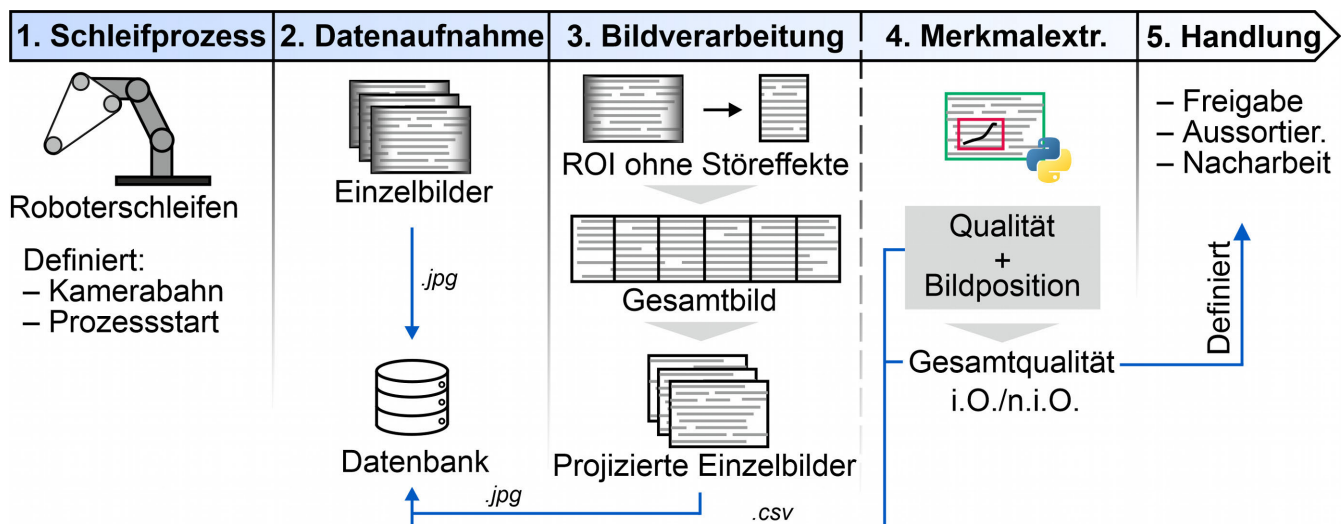 1. Schleifprozess
2. Datenaufnahme
3. Bildverarbeitung
4. Merkmalextr.
5. Handlung
Roboterschleifen
Definiert:
– Kamerabahn
– Prozessstart
Einzelbilder
.jpg
Datenbank
ROI ohne Störeffekte
Gesamtbild
Projizierte Einzelbilder
.jpg
.csv
Qualität
+
Bildposition
Gesamtqualität
i.O./n.i.O.
– Freigabe
– Aussortier.
– Nacharbeit
Definiert